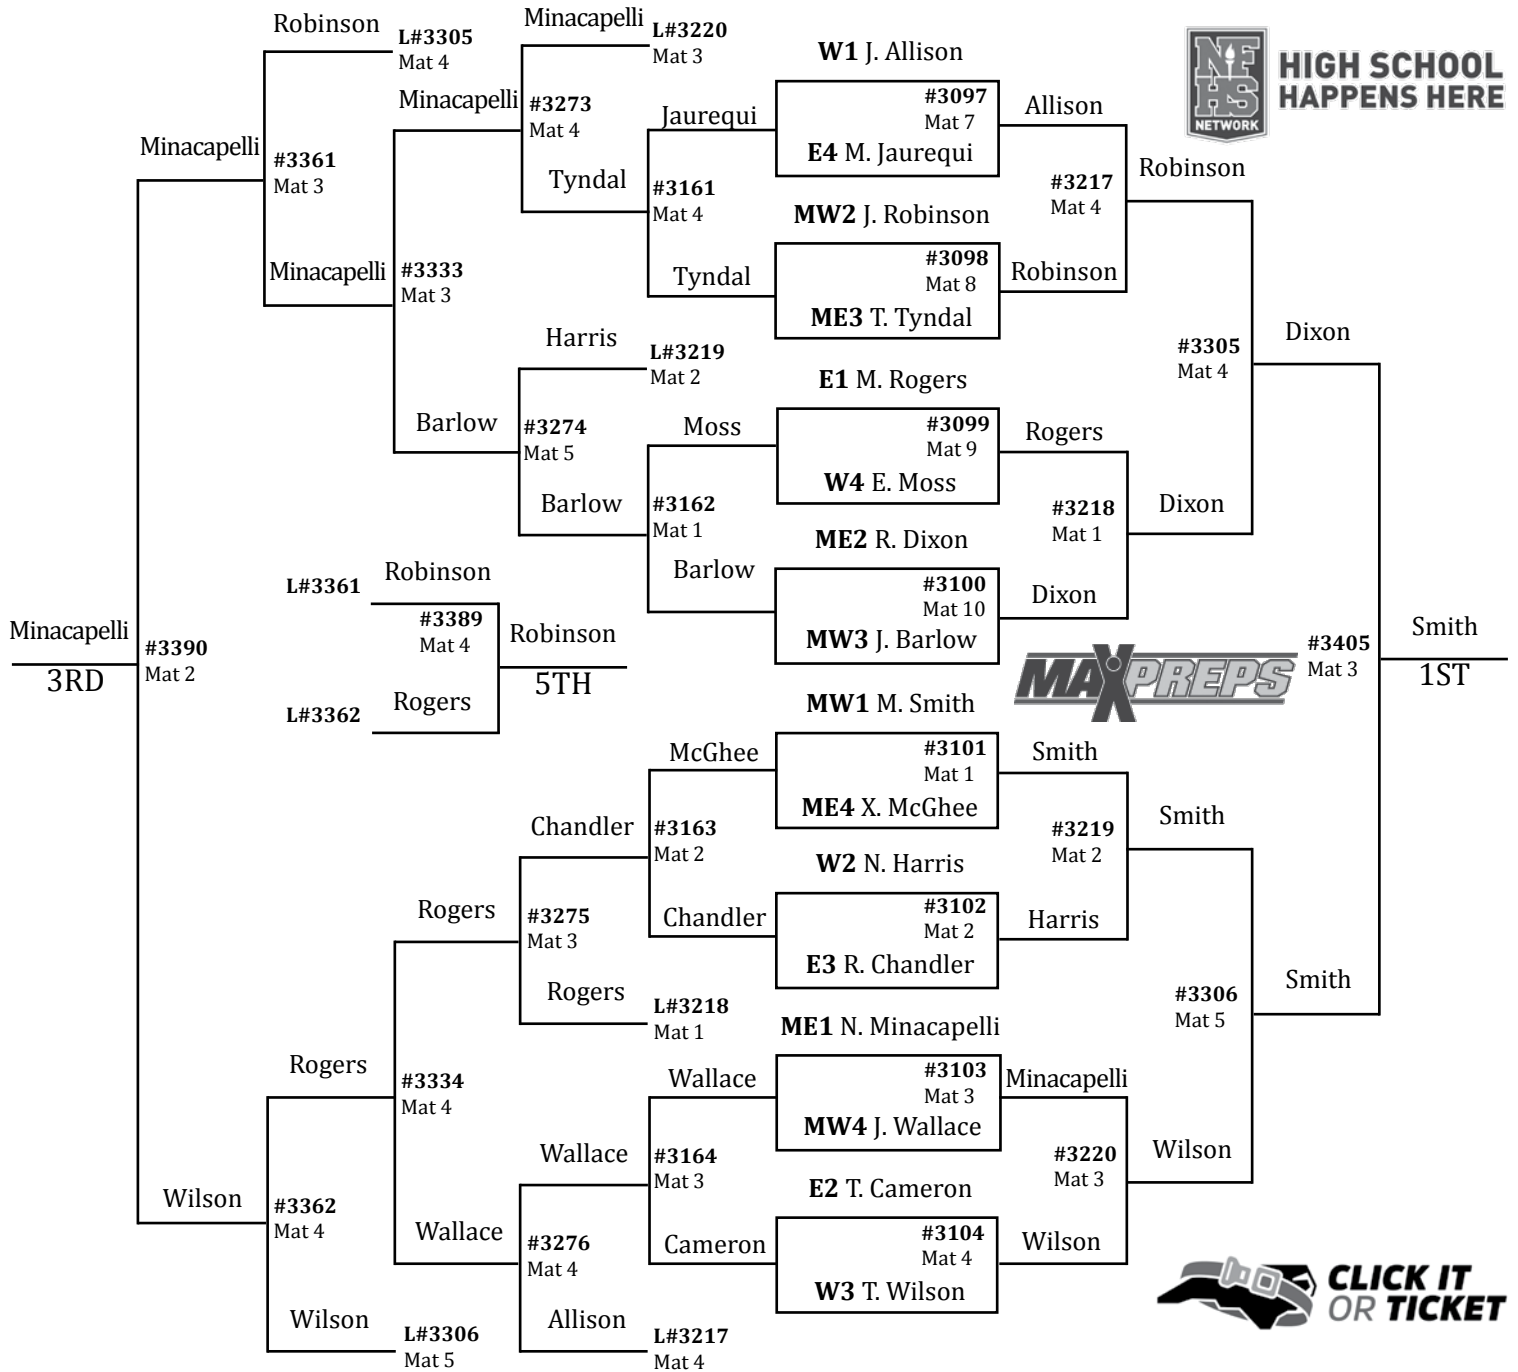 Robinson
L#3305
Mat 4
Minacapelli
L#3220
Mat 3
W1 J. Allison
NFHS
NETWORK
HIGH SCHOOL
HAPPENS HERE
Minacapelli
#3273
Mat 4
Jaurequi
#3097
Mat 7
Allison
Minacapelli
#3361
Mat 3
E4 M. Jaurequi
Tyndal
#3161
Mat 4
#3217
Mat 4
Robinson
MW2 J. Robinson
Minacapelli
#3333
Mat 3
Tyndal
#3098
Mat 8
Robinson
ME3 T. Tyndal
Harris
L#3219
Mat 2
#3305
Mat 4
Dixon
E1 M. Rogers
Barlow
#3274
Mat 5
Moss
#3099
Mat 9
Rogers
W4 E. Moss
Barlow
#3162
Mat 1
#3218
Mat 1
Dixon
ME2 R. Dixon
L#3361
Robinson
Barlow
#3100
Mat 10
Dixon
MW3 J. Barlow
Minacapelli
3RD
#3390
Mat 2
#3389
Mat 4
Robinson
5TH
MAXPREPS
#3405
Mat 3
Smith
1ST
L#3362
Rogers
MW1 M. Smith
McGhee
#3101
Mat 1
Smith
ME4 X. McGhee
Chandler
#3163
Mat 2
#3219
Mat 2
Smith
W2 N. Harris
Rogers
#3275
Mat 3
Chandler
#3102
Mat 2
Harris
E3 R. Chandler
Rogers
L#3218
Mat 1
#3306
Mat 5
Smith
ME1 N. Minacapelli
Rogers
#3334
Mat 4
Wallace
#3103
Mat 3
Minacapelli
MW4 J. Wallace
Wallace
#3164
Mat 3
#3220
Mat 3
Wilson
E2 T. Cameron
Wilson
#3362
Mat 4
Wallace
#3276
Mat 4
Cameron
#3104
Mat 4
Wilson
W3 T. Wilson
Wilson
L#3306
Mat 5
Allison
L#3217
Mat 4
CLICK IT
OR TICKET